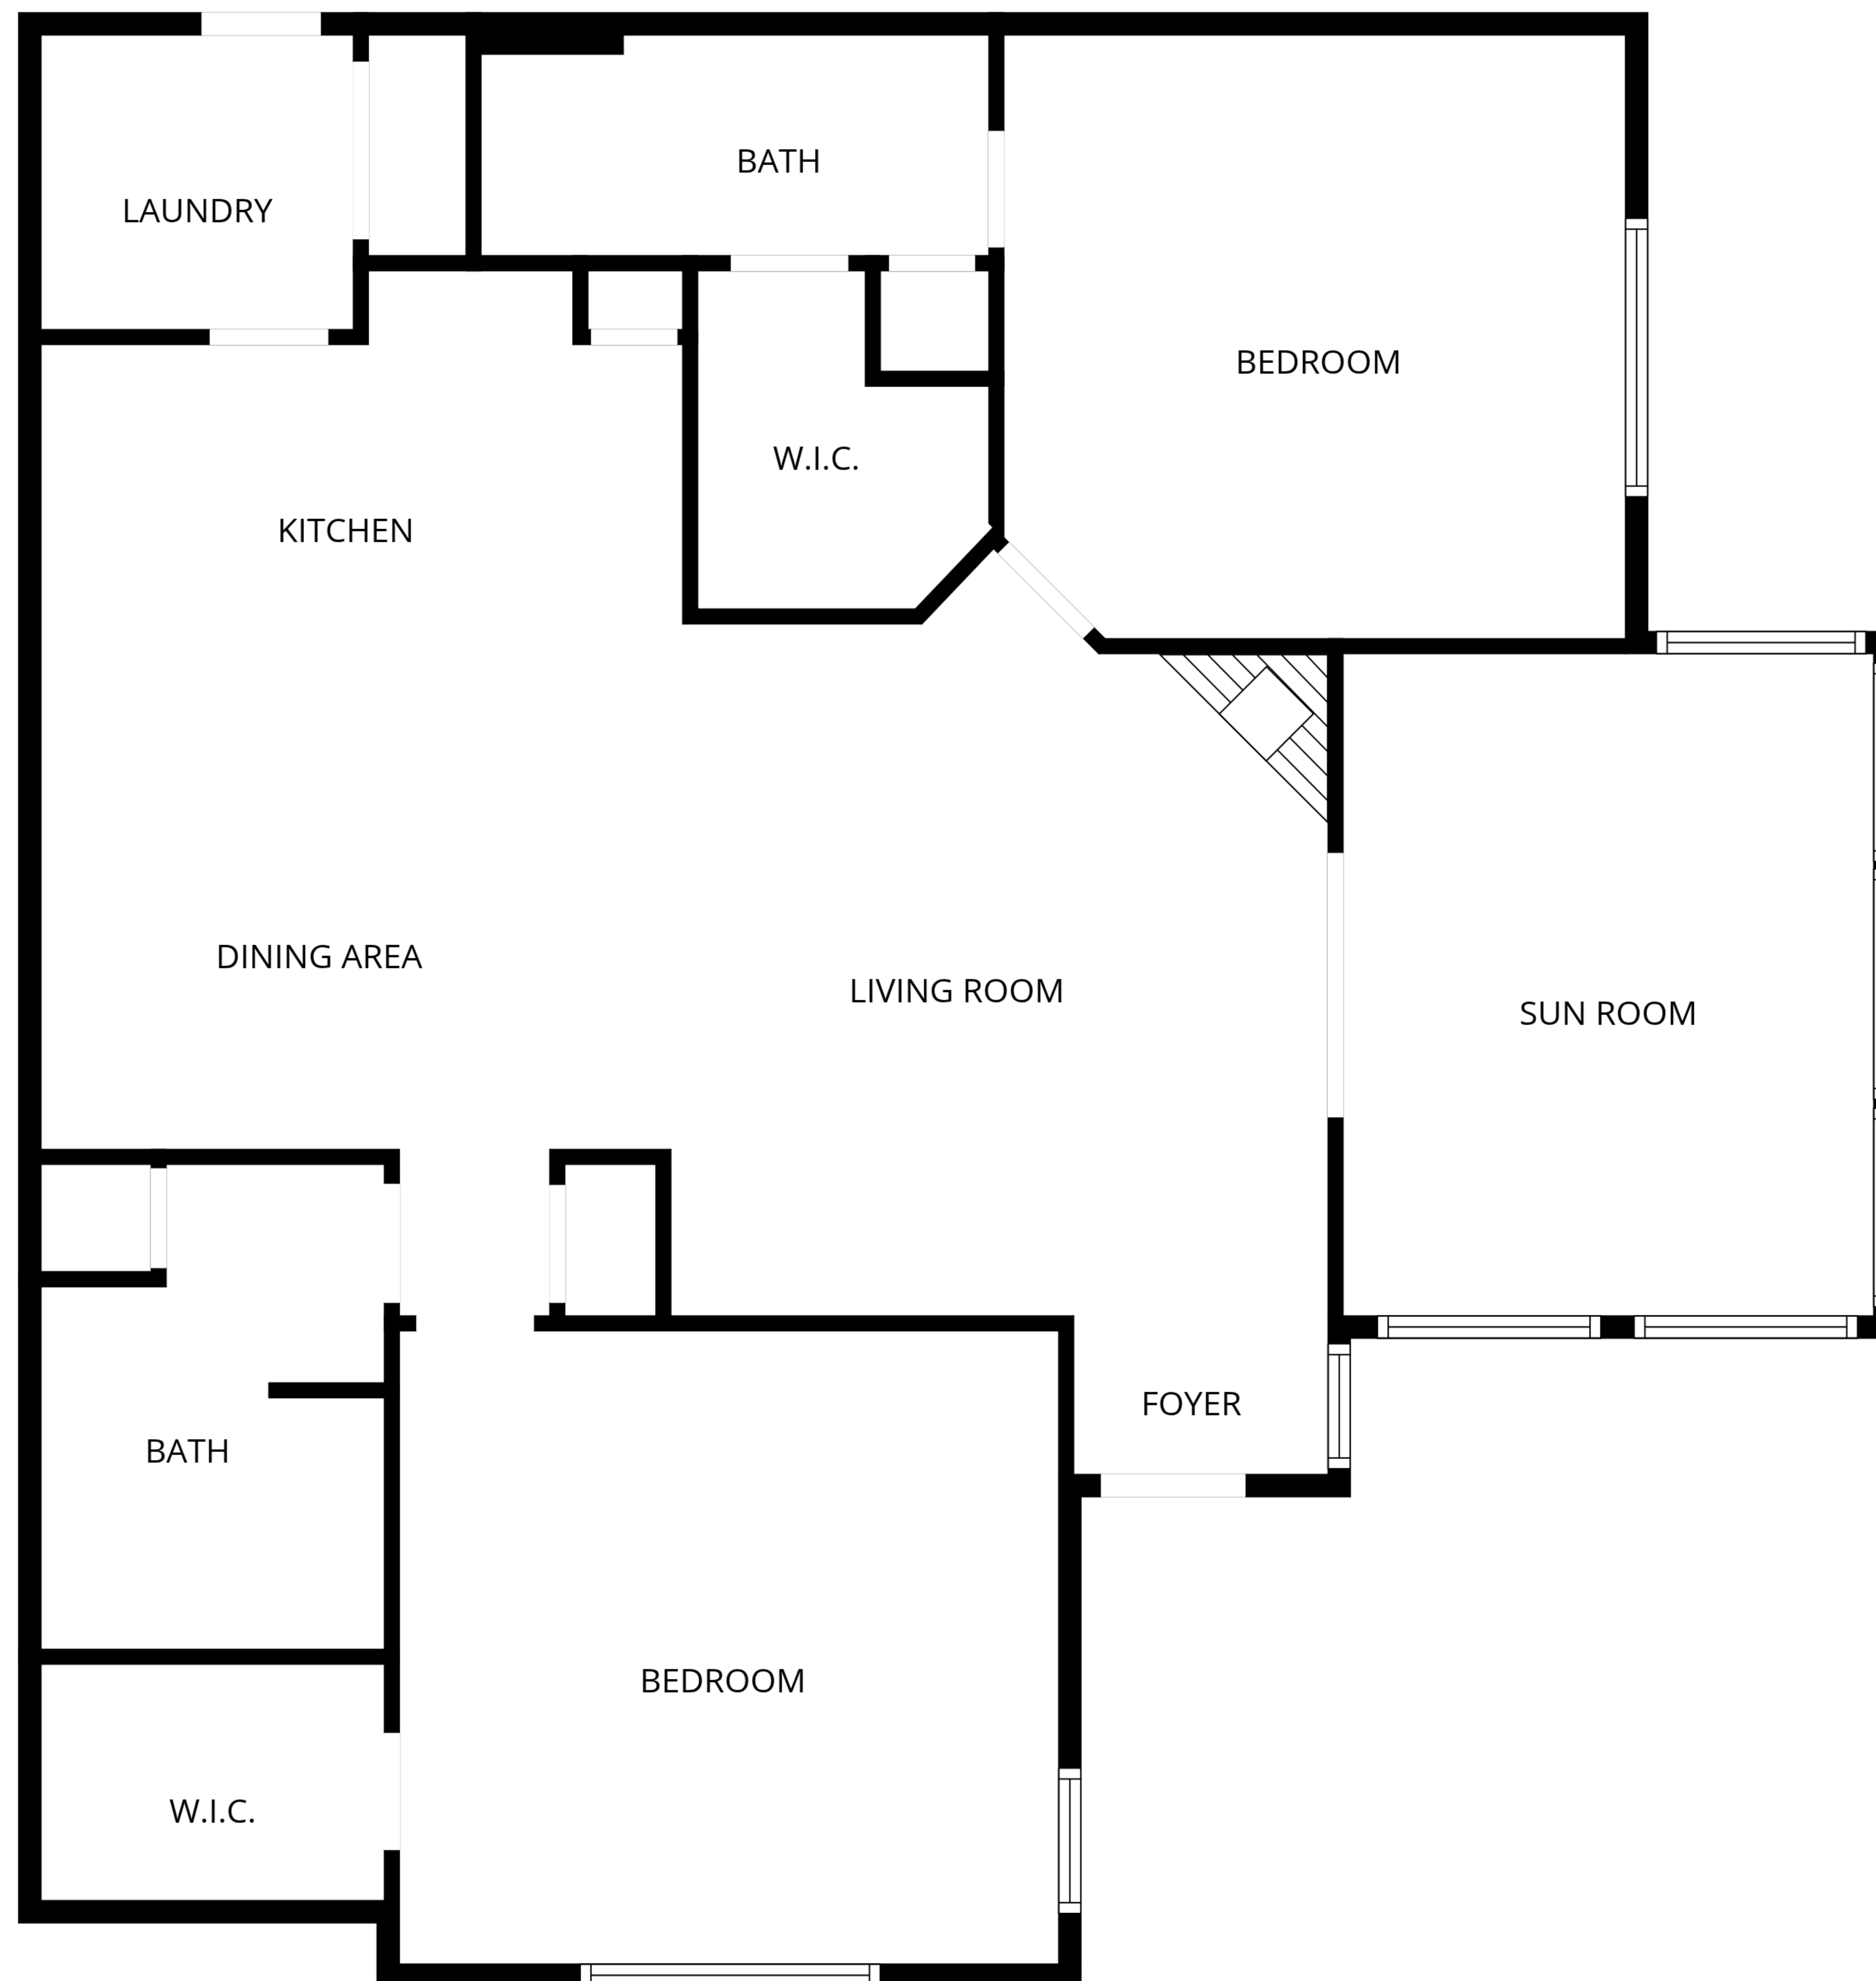 BATH
LAUNDRY
BEDROOM
W.I.C.
KITCHEN
DINING AREA
LIVING ROOM
SUN ROOM
FOYER
BATH
BEDROOM
W.I.C.